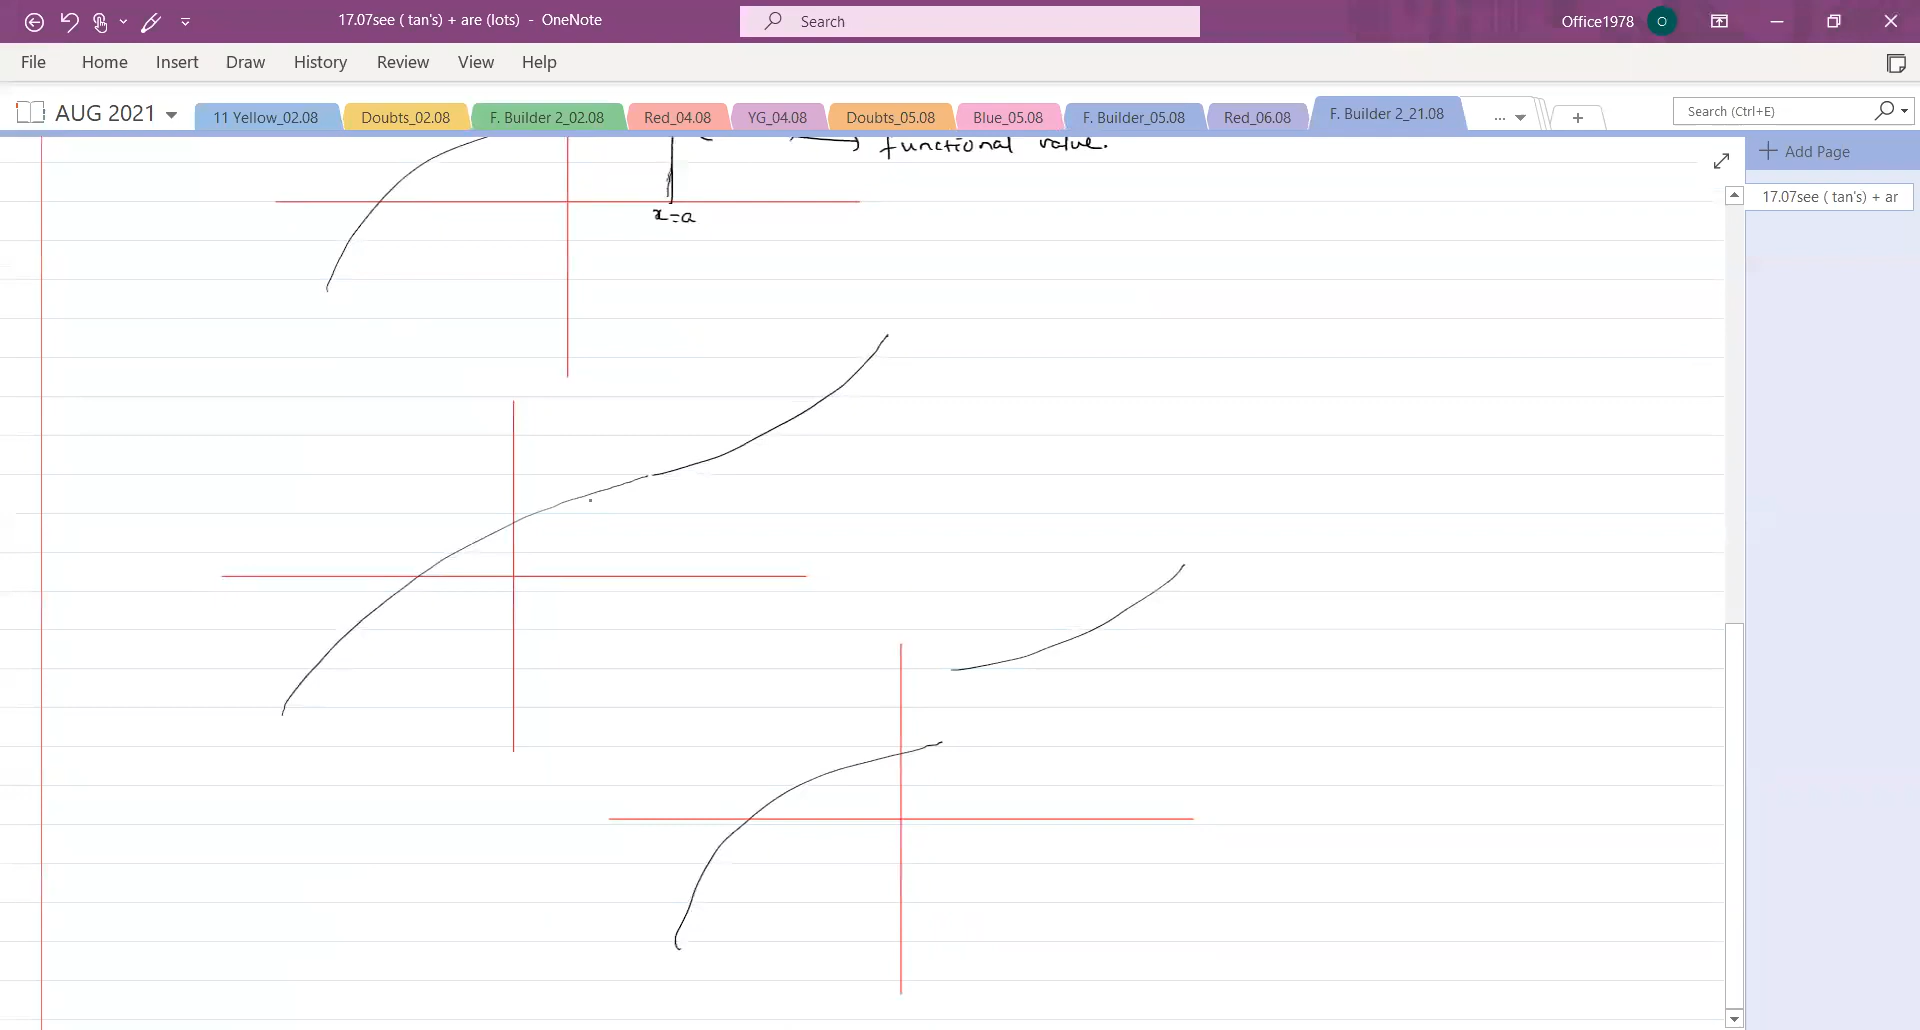 17.07see ( tan's) + are (lots) - OneNote
Search
Office1978
O
File Home Insert Draw History Review View Help
AUG 2021
11 Yellow_02.08
Doubts_02.08
F. Builder 2_02.08
Red_04.08
YG_04.08
Doubts_05.08
Blue_05.08
F. Builder_05.08
Red_06.08
F. Builder 2_21.08
...
Search (Ctrl+E)
functional value.
Add Page
17.07see ( tan's) + ar
x=a